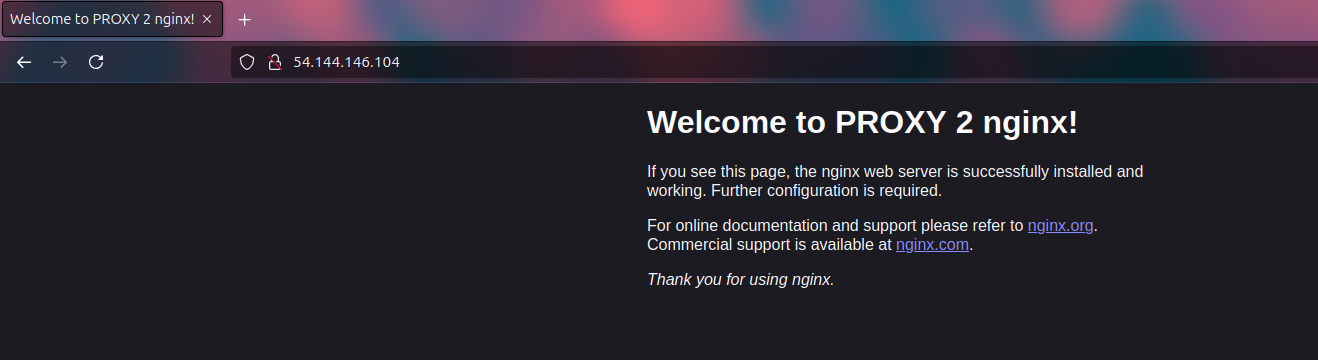 Welcome to PROXY 2 nginx!
54.144.146.104
Welcome to PROXY 2 nginx!
If you see this page, the nginx web server is successfully installed and
working. Further configuration is required.
For online documentation and support please refer to nginx.org.
Commercial support is available at nginx.com.
Thank you for using nginx.